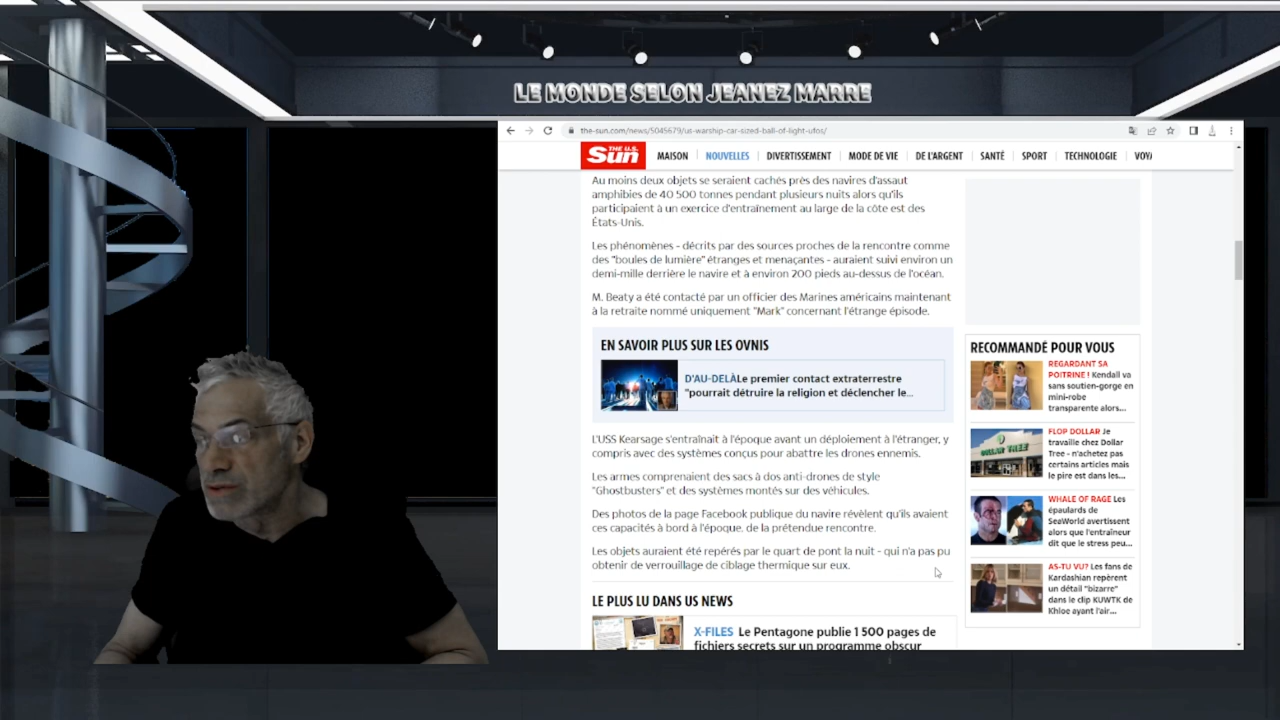 LE MONDE SELON JEANEZ MARRE
the-sun.com/news/5045679/us-warship-car-sized-ball-of-light-ufos/
THE U.S. Sun
MAISON NOUVELLES DIVERTISSEMENT MODE DE VIE DE L'ARGENT SANTÉ SPORT TECHNOLOGIE VOYA
Au moins deux objets se seraient cachés près des navires d'assaut
amphibies de 40 500 tonnes pendant plusieurs nuits alors qu'ils
participaient à un exercice d'entraînement au large de la côte est des
États-Unis.
Les phénomènes - décrits par des sources proches de la rencontre comme
des "boules de lumière" étranges et menaçantes - auraient suivi environ un
demi-mille derrière le navire et à environ 200 pieds au-dessus de l'océan.
M. Beaty a été contacté par un officier des Marines américains maintenant
à la retraite nommé uniquement "Mark" concernant l'étrange épisode.
EN SAVOIR PLUS SUR LES OVNIS
D'AU-DELÀLe premier contact extraterrestre
"pourrait détruire la religion et déclencher le...
L'USS Kearsage s'entraînait à l'époque avant un déploiement à l'étranger, y
compris avec des systèmes conçus pour abattre les drones ennemis.
Les armes comprenaient des sacs à dos anti-drones de style
"Ghostbusters" et des systèmes montés sur des véhicules.
Des photos de la page Facebook publique du navire révèlent qu'ils avaient
ces capacités à bord à l'époque. de la prétendue rencontre.
Les objets auraient été repérés par le quart de pont la nuit - qui n'a pas pu
obtenir de verrouillage de ciblage thermique sur eux.
LE PLUS LU DANS US NEWS
X-FILES Le Pentagone publie 1 500 pages de
fichiers secrets sur un programme obscur
RECOMMANDÉ POUR VOUS
REGARDANT SA
POITRINE ! Kendall va
sans soutien-gorge en
mini-robe
transparente alors...
FLOP DOLLAR Je
travaille chez Dollar
Tree - n'achetez pas
certains articles mais
le pire est dans les...
DOLLAR TREE
WHALE OF RAGE Les
épaulards de
SeaWorld avertissent
alors que l'entraîneur
dit que le stress peu...
AS-TU VU? Les fans de
Kardashian repèrent
un détail "bizarre"
dans le clip KUWTK de
Khloe ayant l'air...